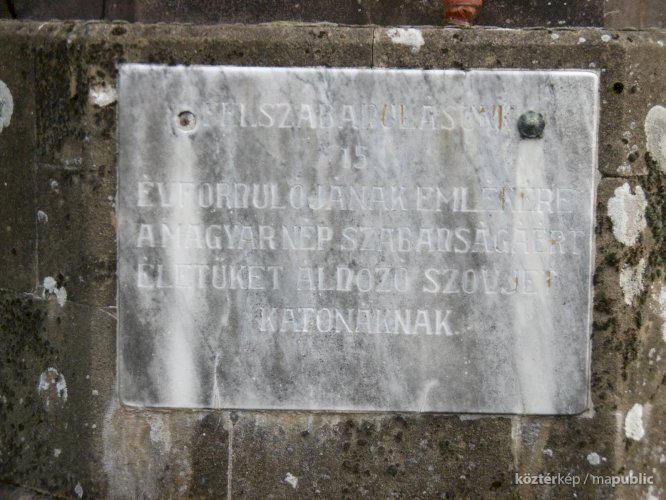 FELSZABADULÁSUNK
15
ÉVFORDULÓJÁNAK EMLÉKÉRE
A MAGYAR NÉP SZABADSÁGÁÉRT
ÉLETÜKET ÁLDOZÓ SZOVJET
KATONÁKNAK.
köztérkép / mapublic